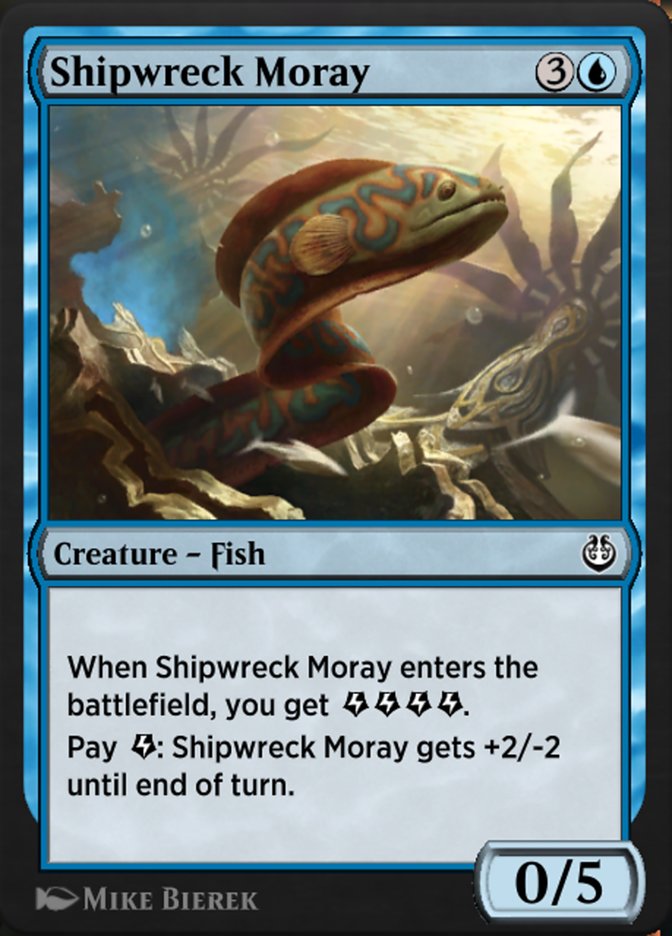 Shipwreck Moray 3
Creature – Fish
When Shipwreck Moray enters the
battlefield, you get .
Pay : Shipwreck Moray gets +2/-2
until end of turn.
0/5
MIKE BIEREK